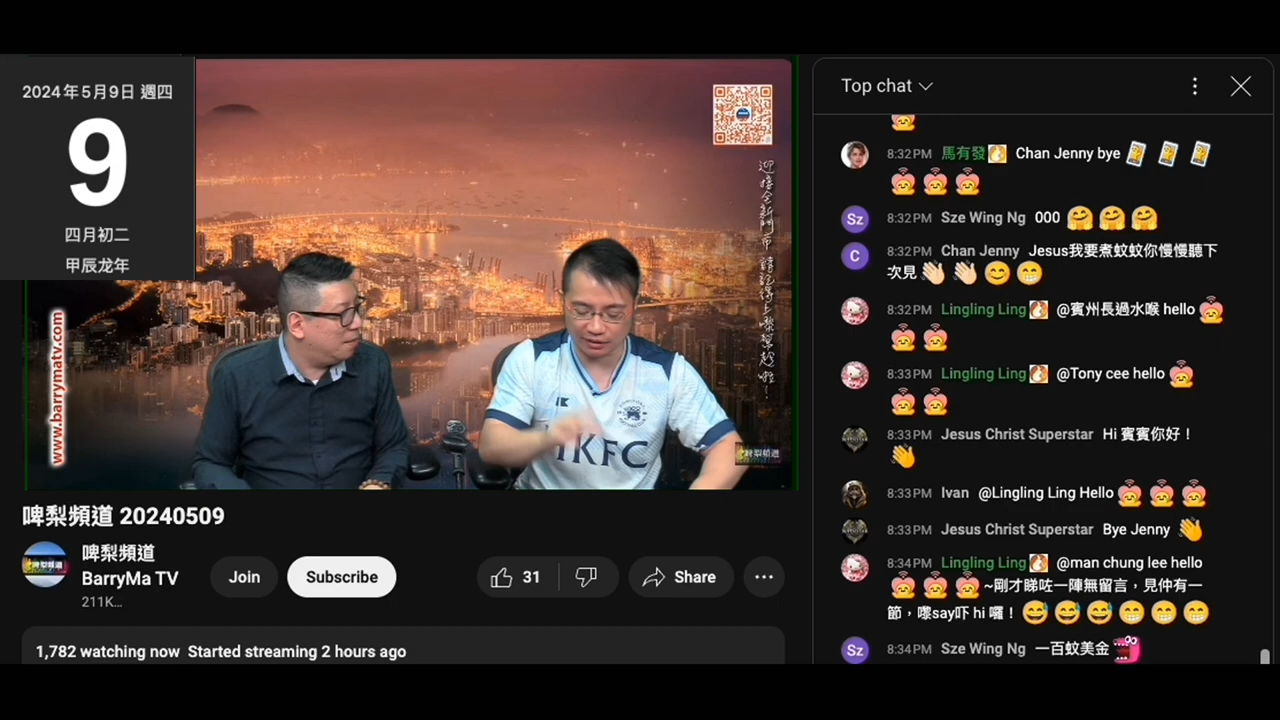 2024年5月9日 週四
9
四月初二
甲辰龙年
www.barrymatv.com
HKFC
啤梨頻道
啤梨頻道 20240509
啤梨頻道
BarryMa TV
211K...
Join
Subscribe
31
Share
1,782 watching now Started streaming 2 hours ago
Top chat
8:32PM 馬有發 Chan Jenny bye
8:32PM Sze Wing Ng 000
8:32PM Chan Jenny Jesus我要煮蚊蚊你慢慢聽下
次見
8:32PM Lingling Ling @賓州長過水喉 hello
8:33PM Lingling Ling @Tony cee hello
8:33PM Jesus Christ Superstar Hi 賓賓你好！
8:33PM Ivan @Lingling Ling Hello
8:33PM Jesus Christ Superstar Bye Jenny
8:34PM Lingling Ling @man chung lee hello
~剛才睇咗一陣無留言，見仲有一
節，嚟say吓 hi 囉！
8:34PM Sze Wing Ng 一百蚊美金